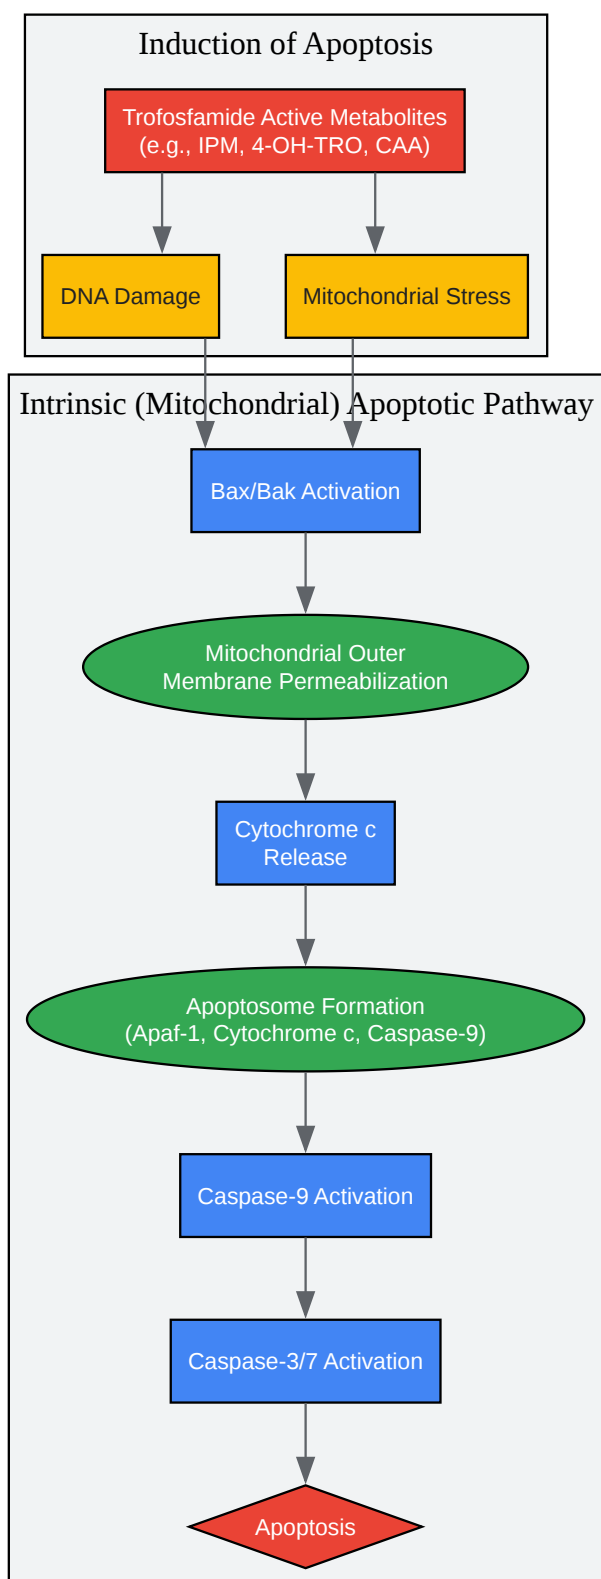 Induction of Apoptosis
Trofosfamide Active Metabolites
(e.g., IPM, 4-OH-TRO, CAA)
DNA Damage
Mitochondrial Stress
Intrinsic (Mitochondrial) Apoptotic Pathway
Bax/Bak Activation
Mitochondrial Outer
Membrane Permeabilization
Cytochrome c
Release
Apoptosome Formation
(Apaf-1, Cytochrome c, Caspase-9)
Caspase-9 Activation
Caspase-3/7 Activation
Apoptosis